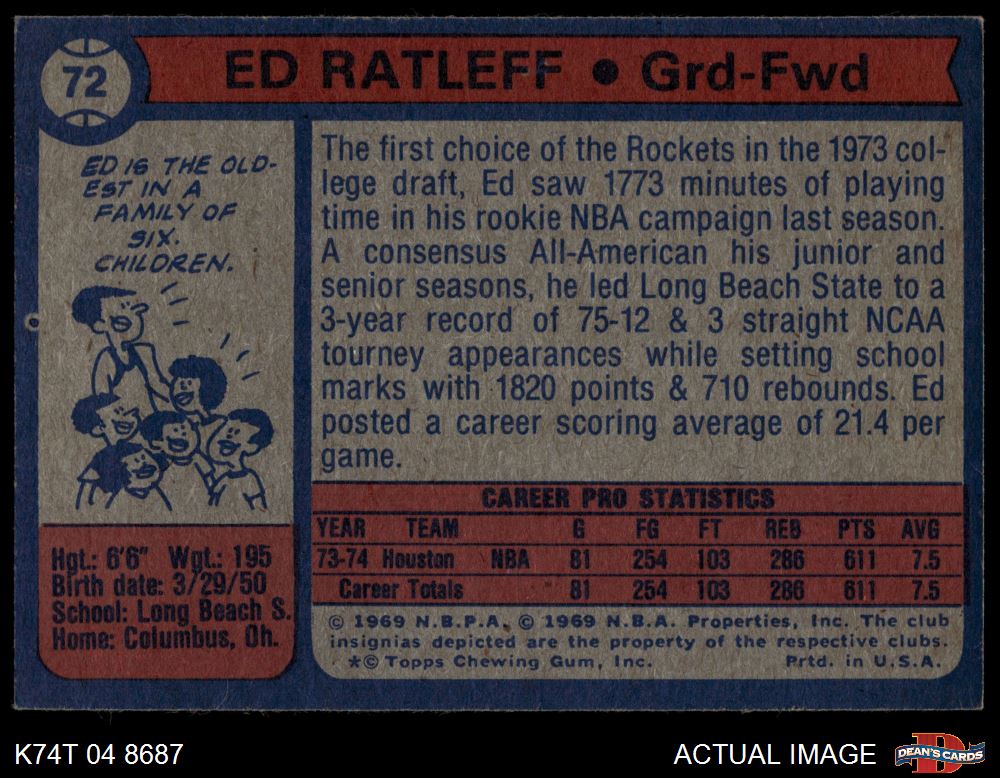 72
ED RATLEFF • Grd-Fwd
ED IS THE OLD-
EST IN A
FAMILY OF
SIX.
CHILDREN.
Hgt.: 6'6" Wgt.: 195
Birth date: 3/29/50
School: Long Beach S.
Home: Columbus, Oh.
The first choice of the Rockets in the 1973 col-
lege draft, Ed saw 1773 minutes of playing
time in his rookie NBA campaign last season.
A consensus All-American his junior and
senior seasons, he led Long Beach State to a
3-year record of 75-12 & 3 straight NCAA
tourney appearances while setting school
marks with 1820 points & 710 rebounds. Ed
posted a career scoring average of 21.4 per
game.
CAREER PRO STATISTICS
YEAR TEAM G FG FT REB PTS AVG
73-74 Houston NBA 81 254 103 286 611 7.5
Career Totals 81 254 103 286 611 7.5
© 1969 N.B.P.A. © 1969 N.B.A. Properties, Inc. The club
insignias depicted are the property of the respective clubs.
*© Topps Chewing Gum, Inc. Prtd. in U.S.A.
K74T 04 8687
ACTUAL IMAGE
D
DEAN'S CARDS